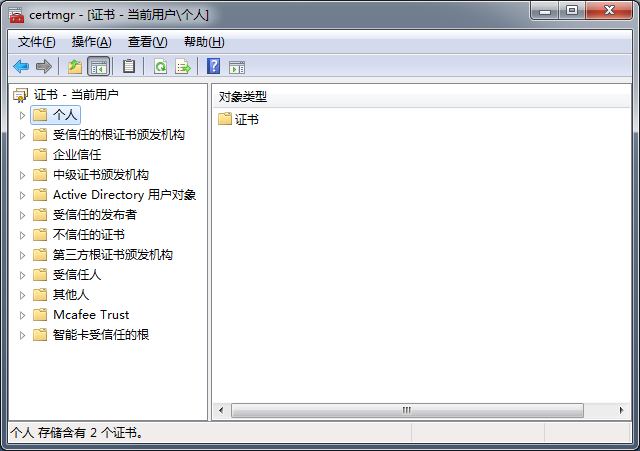 certmgr - [证书 - 当前用户\个人]
文件(F) 操作(A) 查看(V) 帮助(H)
证书 - 当前用户
个人
受信任的根证书颁发机构
企业信任
中级证书颁发机构
Active Directory 用户对象
受信任的发布者
不信任的证书
第三方根证书颁发机构
受信任人
其他人
Mcafee Trust
智能卡受信任的根
对象类型
证书
个人 存储含有 2 个证书。